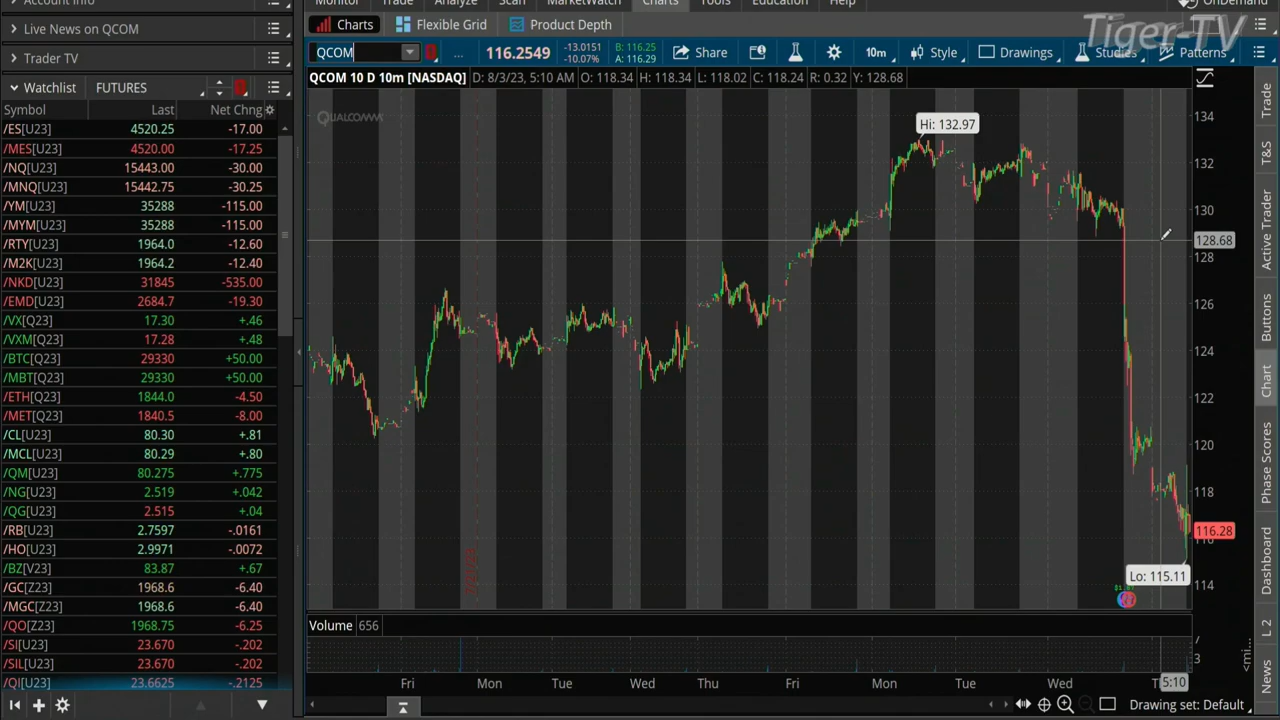 Account Info
Monitor Trade Analyze Scan MarketWatch Charts Tools Education Help
OnDemand
Live News on QCOM
Charts Flexible Grid Product Depth
Tiger-TV
Trader TV
QCOM 116.2549 -13.0151 -10.07% B: 116.25 A: 116.29 Share 10m Style Drawings Studies Patterns
Watchlist FUTURES
QCOM 10 D 10m [NASDAQ] D: 8/3/23, 5:10 AM O: 118.34 H: 118.34 L: 118.02 C: 118.24 R: 0.32 Y: 128.68
Symbol Last Net Chng
/ES[U23] 4520.25 -17.00
/MES[U23] 4520.00 -17.25
/NQ[U23] 15443.00 -30.00
/MNQ[U23] 15442.75 -30.25
/YM[U23] 35288 -115.00
/MYM[U23] 35288 -115.00
/RTY[U23] 1964.0 -12.60
/M2K[U23] 1964.2 -12.40
/NKD[U23] 31845 -535.00
/EMD[U23] 2684.7 -19.30
/VX[Q23] 17.30 +.46
/VXM[Q23] 17.28 +.48
/BTC[Q23] 29330 +50.00
/MBT[Q23] 29330 +50.00
/ETH[Q23] 1844.0 -4.50
/MET[Q23] 1840.5 -8.00
/CL[U23] 80.30 +.81
/MCL[U23] 80.29 +.80
/QM[U23] 80.275 +.775
/NG[U23] 2.519 +.042
/QG[U23] 2.515 +.04
/RB[U23] 2.7597 -.0161
/HO[U23] 2.9971 -.0072
/BZ[V23] 83.87 +.67
/GC[Z23] 1968.6 -6.40
/MGC[Z23] 1968.6 -6.40
/QO[Z23] 1968.75 -6.25
/SI[U23] 23.670 -.202
/SIL[U23] 23.670 -.202
/QI[U23] 23.6625 -.2125
QUALCOMM
Hi: 132.97
Lo: 115.11
134
132
130
128.68
128
126
124
122
120
118
116.28
116
114
Volume 656
Fri Mon Tue Wed Thu Fri Mon Tue Wed 5:10
Drawing set: Default
Trade
T&S
Active Trader
Buttons
Chart
Phase Scores
Dashboard
L 2
News